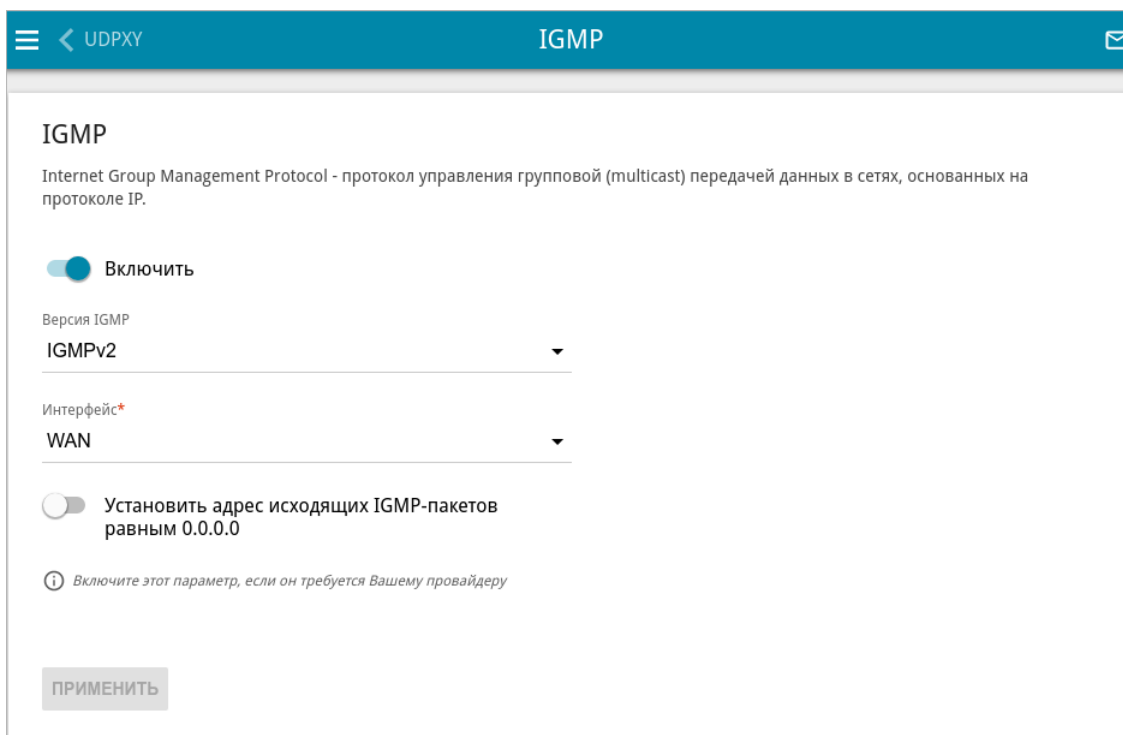 UDPXY
IGMP
IGMP
Internet Group Management Protocol - протокол управления групповой (multicast) передачей данных в сетях, основанных на
протоколе IP.
Включить
Версия IGMP
IGMPv2
Интерфейс*
WAN
Установить адрес исходящих IGMP-пакетов
равным 0.0.0.0
Включите этот параметр, если он требуется Вашему провайдеру
ПРИМЕНИТЬ